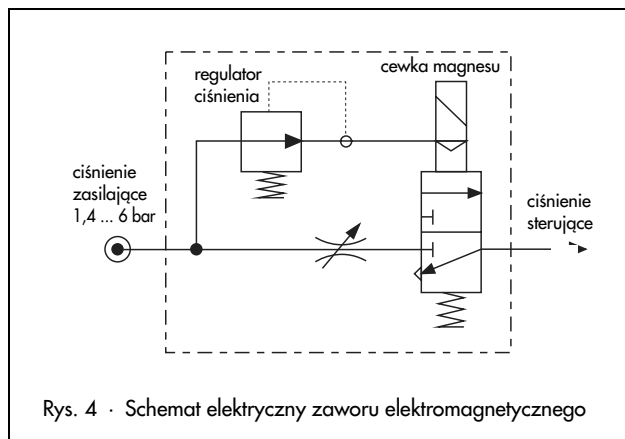 regulator
ciśnienia
cewka magnesu
ciśnienie
zasilające
1,4 ... 6 bar
ciśnienie
sterujące
Rys. 4 · Schemat elektryczny zaworu elektromagnetycznego